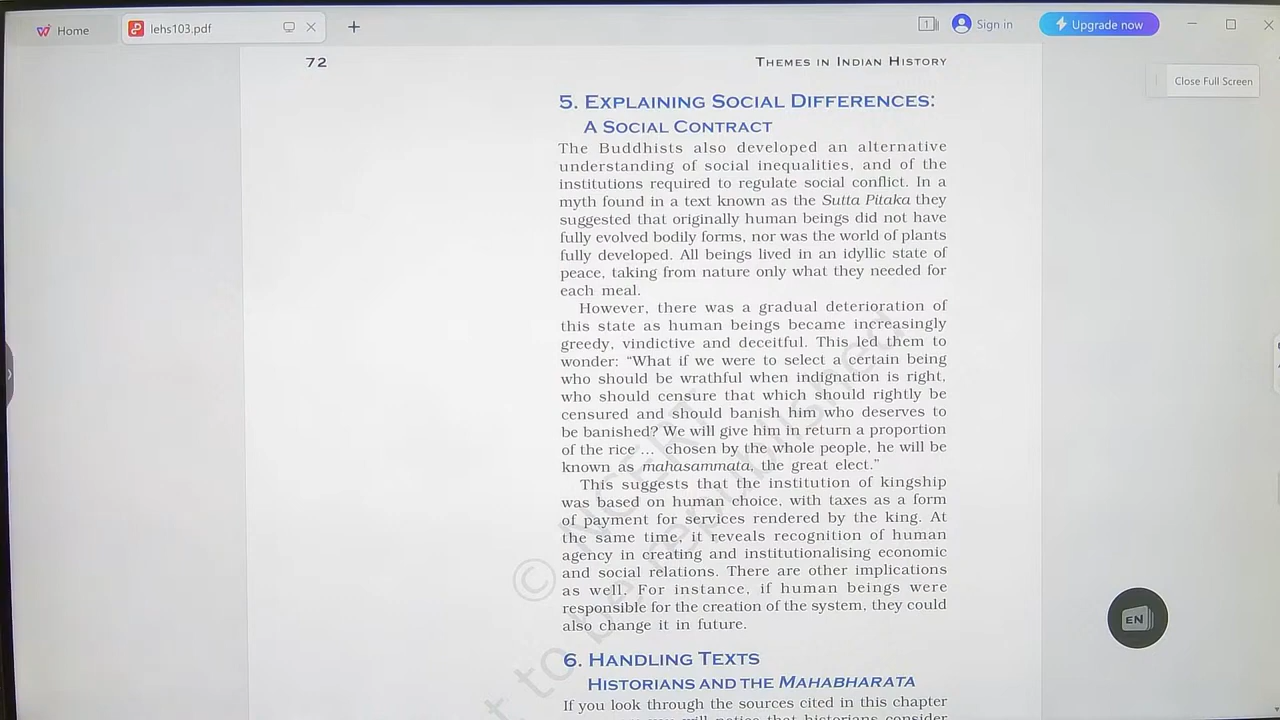 Home
lehs103.pdf
Sign in
Upgrade now
72
THEMES IN INDIAN HISTORY
Close Full Screen
5. EXPLAINING SOCIAL DIFFERENCES:
A SOCIAL CONTRACT
The Buddhists also developed an alternative
understanding of social inequalities, and of the
institutions required to regulate social conflict. In a
myth found in a text known as the Sutta Pitaka they
suggested that originally human beings did not have
fully evolved bodily forms, nor was the world of plants
fully developed. All beings lived in an idyllic state of
peace, taking from nature only what they needed for
each meal.
However, there was a gradual deterioration of
this state as human beings became increasingly
greedy, vindictive and deceitful. This led them to
wonder: “What if we were to select a certain being
who should be wrathful when indignation is right,
who should censure that which should rightly be
censured and should banish him who deserves to
be banished? We will give him in return a proportion
of the rice ... chosen by the whole people, he will be
known as mahasammata, the great elect.”
This suggests that the institution of kingship
was based on human choice, with taxes as a form
of payment for services rendered by the king. At
the same time, it reveals recognition of human
agency in creating and institutionalising economic
and social relations. There are other implications
as well. For instance, if human beings were
responsible for the creation of the system, they could
also change it in future.
EN
6. HANDLING TEXTS
HISTORIANS AND THE MAHABHARATA
If you look through the sources cited in this chapter
you will notice that historians consider
© NCERT
republished